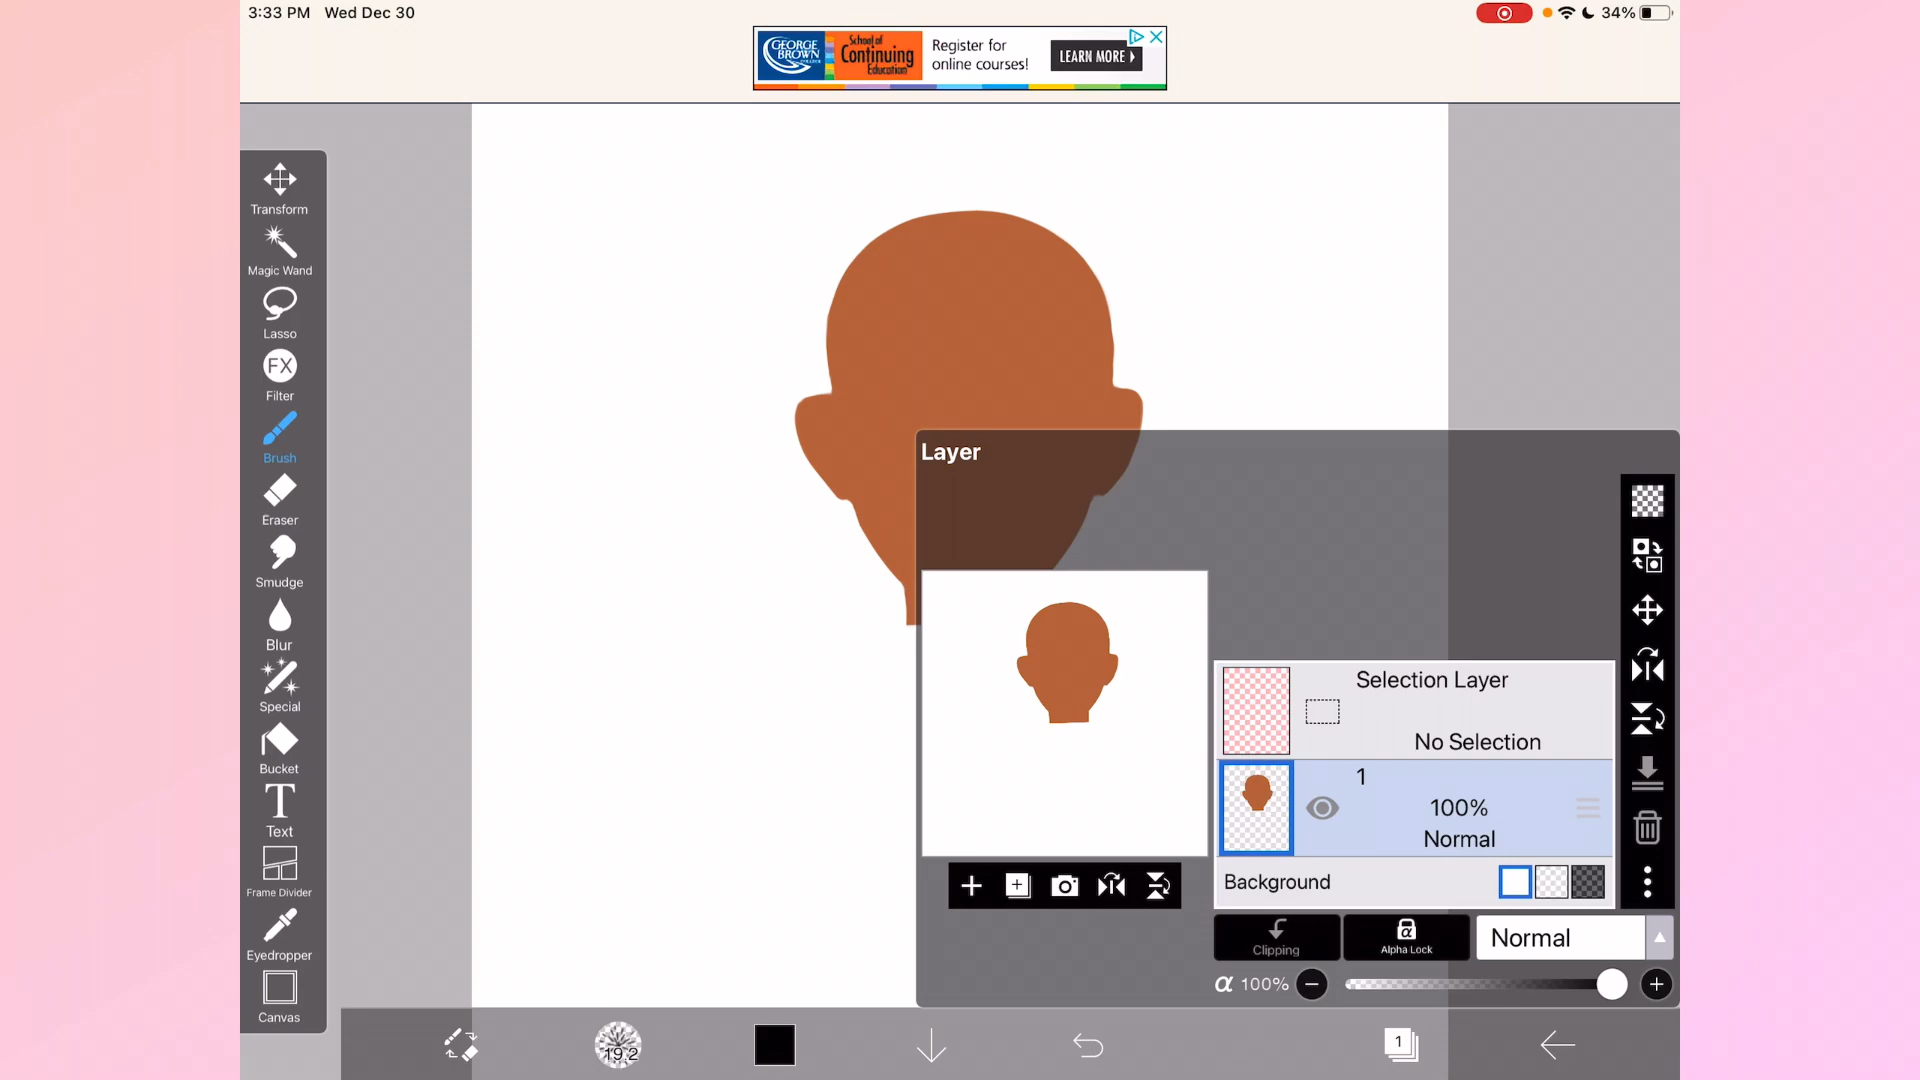 3:33 PM Wed Dec 30
34%
GEORGE
BROWN
COLLEGE
School of
Continuing
Education
Register for
online courses!
LEARN MORE
Transform
Magic Wand
Lasso
FX
Filter
Brush
Eraser
Smudge
Blur
Special
Bucket
T
Text
Frame Divider
Eyedropper
Canvas
Layer
Selection Layer
No Selection
1
100%
Normal
Background
Clipping
α
Alpha Lock
Normal
α 100%
19.2
1